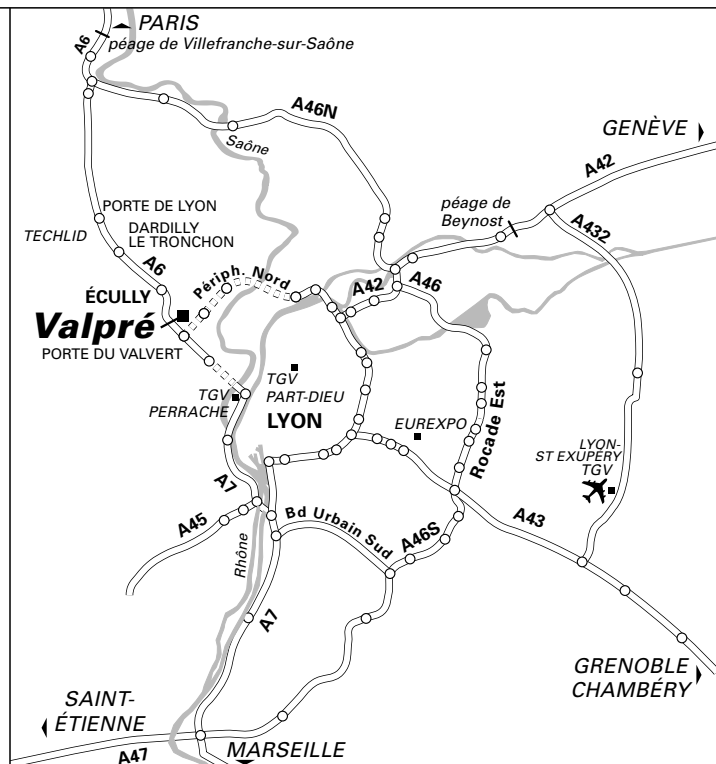 PARIS
A6
péage de Villefranche-sur-Saône
A46N
GENÈVE
Saône
A42
péage de
Beynost
A432
PORTE DE LYON
TECHLID
DARDILLY
LE TRONCHON
A6
Périph. Nord
A42
A46
ÉCULLY
Valpré
PORTE DU VALVERT
TGV
PERRACHE
TGV
PART-DIEU
LYON
EUREXPO
Rocade Est
LYON-
ST EXUPÉRY
TGV
A7
A45
Bd Urbain Sud
A46S
A43
Rhône
A7
GRENOBLE
CHAMBÉRY
SAINT-
ÉTIENNE
A47
MARSEILLE